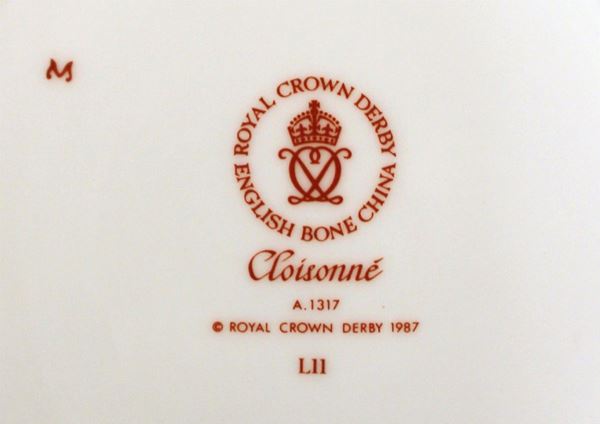 M
ROYAL CROWN DERBY
ENGLISH BONE CHINA
Cloisonné
A.1317
© ROYAL CROWN DERBY 1987
LII